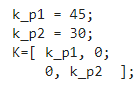 k_p1 = 45;
k_p2 = 30;
K=[ k_p1, 0;
0, k_p2 ];